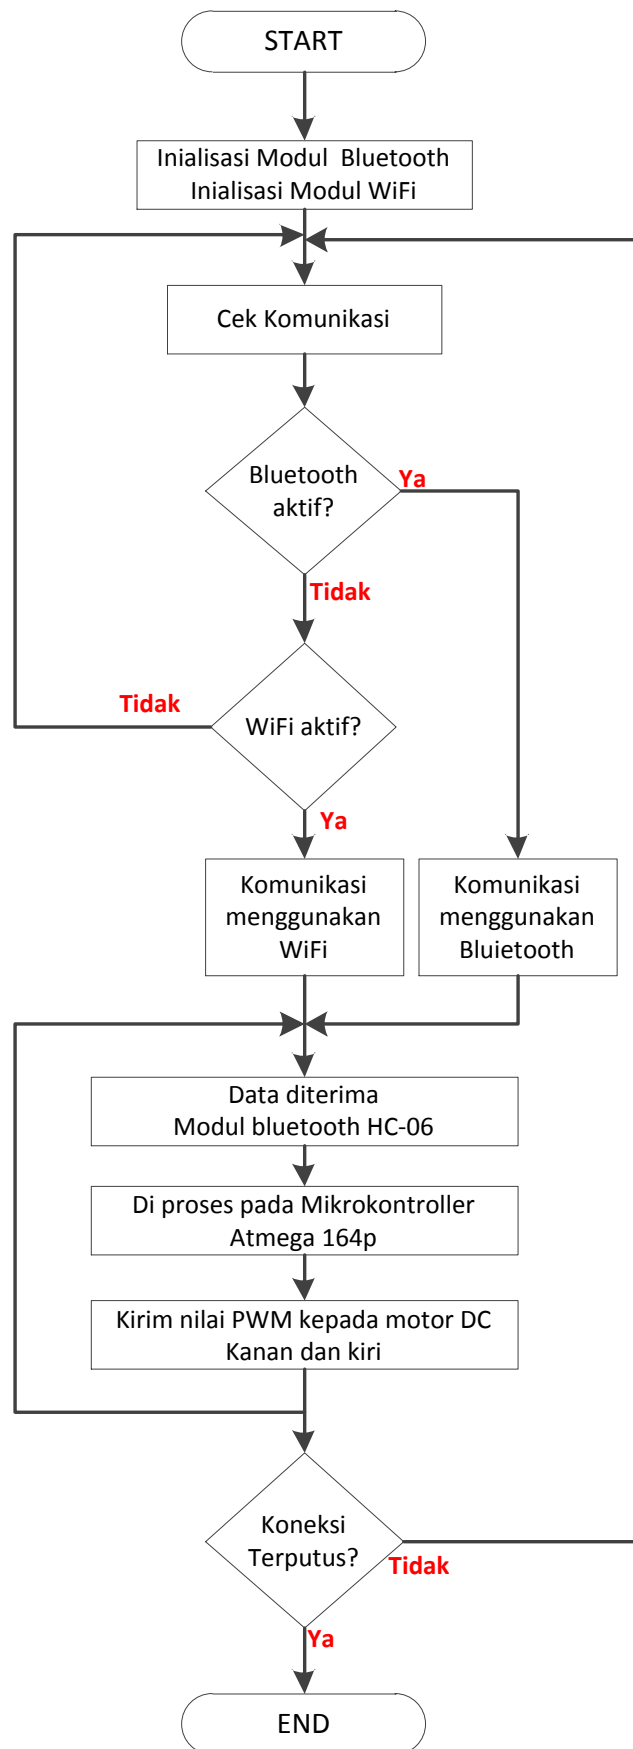 START
Inialisasi Modul  Bluetooth
Inialisasi Modul WiFi
Cek Komunikasi
Bluetooth
aktif?
Ya
Tidak
WiFi aktif?
Tidak
Ya
Komunikasi
menggunakan
WiFi
Komunikasi
menggunakan
Bluietooth
Data diterima
Modul bluetooth HC-06
Di proses pada Mikrokontroller
Atmega 164p
Kirim nilai PWM kepada motor DC
Kanan dan kiri
Koneksi
Terputus?
Tidak
Ya
END